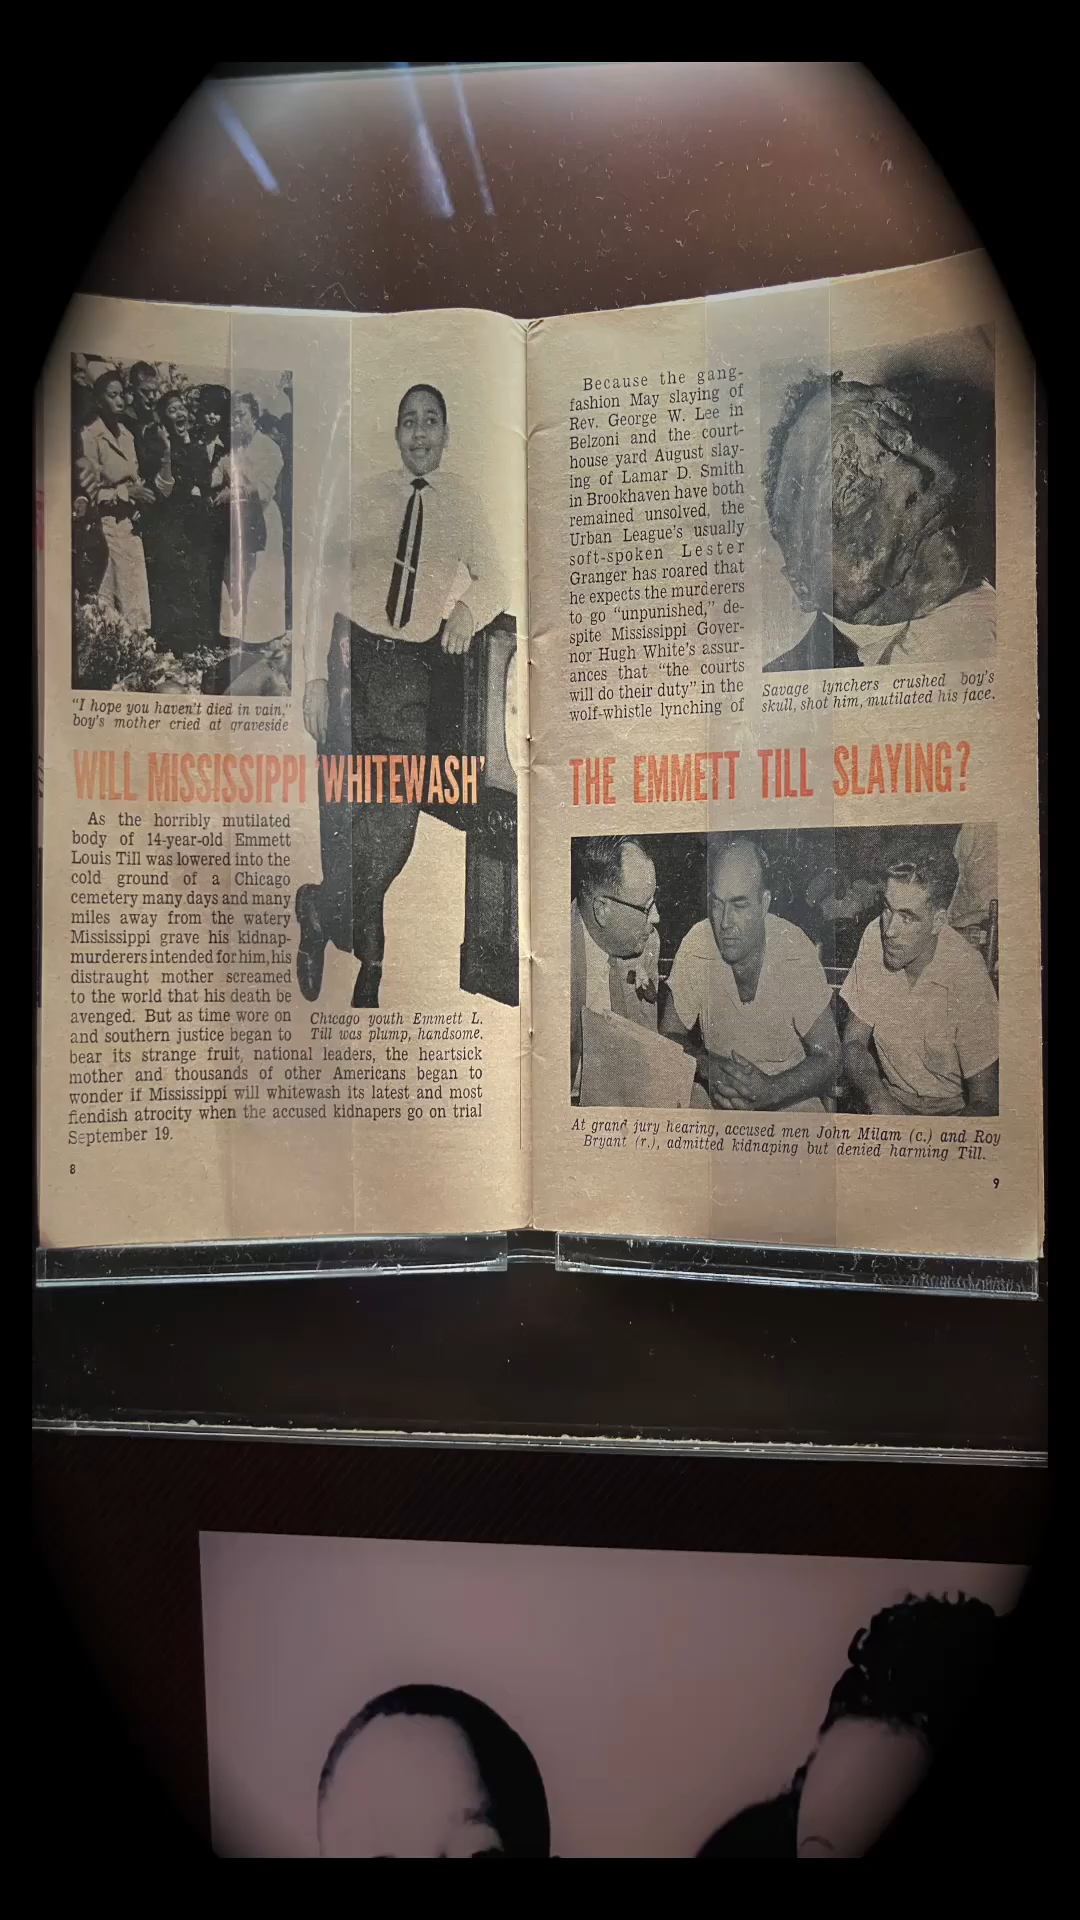 "I hope you haven't died in vain,"
boy's mother cried at graveside
WILL MISSISSIPPI 'WHITEWASH'
As the horribly mutilated
body of 14-year-old Emmett
Louis Till was lowered into the
cold ground of a Chicago
cemetery many days and many
miles away from the watery
Mississippi grave his kidnap-
murderers intended for him, his
distraught mother screamed
to the world that his death be
avenged. But as time wore on
and southern justice began to
bear its strange fruit, national leaders, the heartsick
mother and thousands of other Americans began to
wonder if Mississippi will whitewash its latest and most
fiendish atrocity when the accused kidnapers go on trial
September 19.
Chicago youth Emmett L.
Till was plump, handsome.
8
Because the gang-
fashion May slaying of
Rev. George W. Lee in
Belzoni and the court-
house yard August slay-
ing of Lamar D. Smith
in Brookhaven have both
remained unsolved, the
Urban League's usually
soft-spoken Lester
Granger has roared that
he expects the murderers
to go "unpunished," de-
spite Mississippi Gover-
nor Hugh White's assur-
ances that "the courts
will do their duty" in the
wolf-whistle lynching of
Savage lynchers crushed boy's
skull, shot him, mutilated his face.
THE EMMETT TILL SLAYING?
At grand jury hearing, accused men John Milam (c.) and Roy
Bryant (r.), admitted kidnaping but denied harming Till.
9